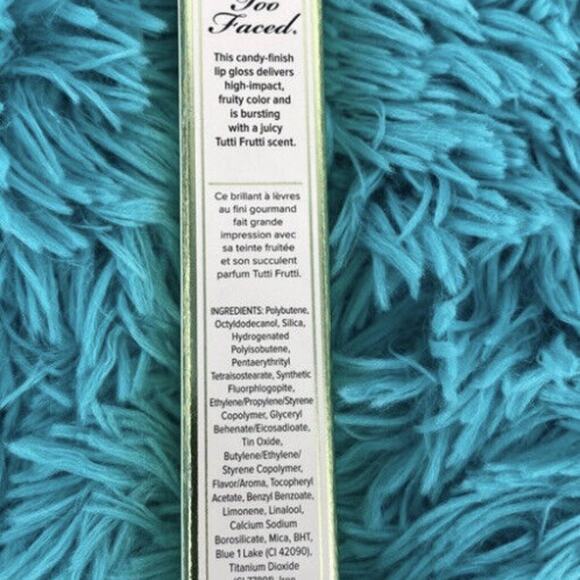 Too
Faced.
This candy-finish
lip gloss delivers
high-impact,
fruity color and
is bursting
with a juicy
Tutti Frutti scent.
Ce brillant à lèvres
au fini gourmand
fait grande
impression avec
sa teinte fruitée
et son succulent
parfum Tutti Frutti.
INGREDIENTS: Polybutene,
Octyldodecanol, Silica,
Hydrogenated
Polyisobutene,
Pentaerythrityl
Tetraisostearate, Synthetic
Fluorphlogopite,
Ethylene/Propylene/Styrene
Copolymer, Glyceryl
Behenate/Eicosadioate,
Tin Oxide,
Butylene/Ethylene/
Styrene Copolymer,
Flavor/Aroma, Tocopheryl
Acetate, Benzyl Benzoate,
Limonene, Linalool,
Calcium Sodium
Borosilicate, Mica, BHT,
Blue 1 Lake (CI 42090),
Titanium Dioxide
(CI 77891), Iron